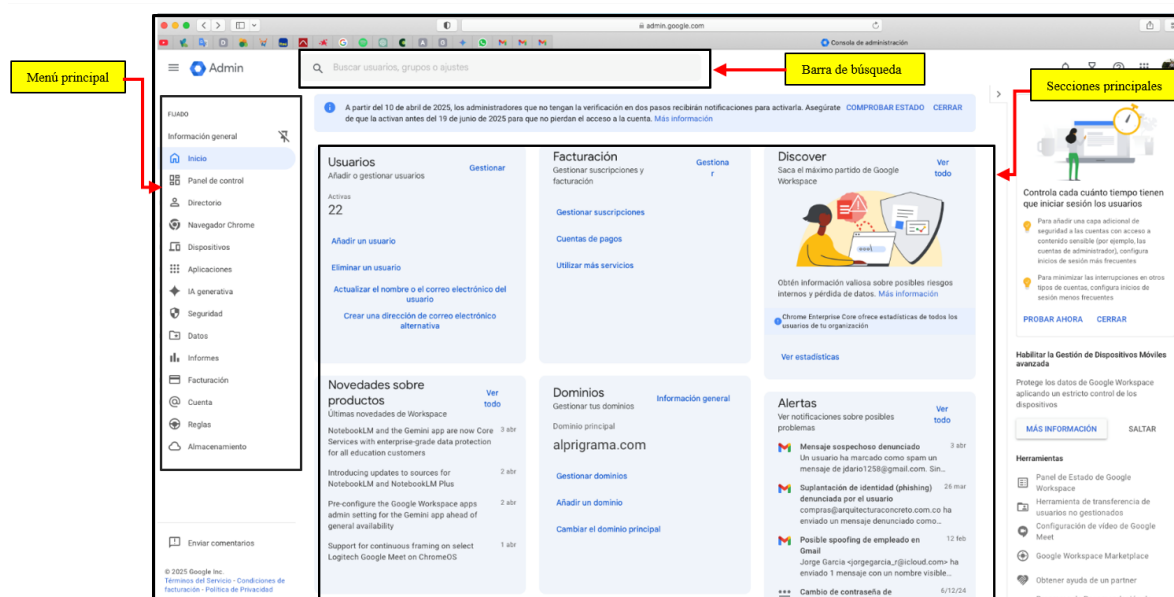 admin.google.com
Consola de administración
Menú principal
Admin
Buscar usuarios, grupos o ajustes
Barra de búsqueda
Secciones principales
FIJADO
Información general
Inicio
Panel de control
Directorio
Navegador Chrome
Dispositivos
Aplicaciones
IA generativa
Seguridad
Datos
Informes
Facturación
Cuenta
Reglas
Almacenamiento
Enviar comentarios
© 2025 Google Inc.
Términos del Servicio - Condiciones de
facturación - Política de Privacidad
A partir del 10 de abril de 2025, los administradores que no tengan la verificación en dos pasos recibirán notificaciones para activarla. Asegúrate
de que la activan antes del 19 de junio de 2025 para que no pierdan el acceso a la cuenta. Más información
COMPROBAR ESTADO CERRAR
Usuarios
Gestionar
Añadir o gestionar usuarios
Activas
22
Añadir un usuario
Eliminar un usuario
Actualizar el nombre o el correo electrónico del
usuario
Crear una dirección de correo electrónico
alternativa
Facturación
Gestiona
r
Gestionar suscripciones y
facturación
Gestionar suscripciones
Cuentas de pagos
Utilizar más servicios
Discover
Ver
todo
Saca el máximo partido de Google
Workspace
Obtén información valiosa sobre posibles riesgos
internos y pérdida de datos. Más información
Chrome Enterprise Core ofrece estadísticas de todos los
usuarios de tu organización
Ver estadísticas
Novedades sobre
productos
Ver
todo
Últimas novedades de Workspace
NotebookLM and the Gemini app are now Core 3 abr
Services with enterprise-grade data protection
for all education customers
Introducing updates to sources for 2 abr
NotebookLM and NotebookLM Plus
Pre-configure the Google Workspace apps 2 abr
admin setting for the Gemini app ahead of
general availability
Support for continuous framing on select 1 abr
Logitech Google Meet on ChromeOS
Dominios
Información general
Gestionar tus dominios
Dominio principal
alprigrama.com
Gestionar dominios
Añadir un dominio
Cambiar el dominio principal
Alertas
Ver
todo
Ver notificaciones sobre posibles
problemas
Mensaje sospechoso denunciado 3 abr
Un usuario ha marcado como spam un
mensaje de jdario1258@gmail.com. Sin…
Suplantación de identidad (phishing) 26 mar
denunciada por el usuario
compras@arquitecturaconcreto.com.co ha
enviado un mensaje denunciado como…
Posible spoofing de empleado en 12 feb
Gmail
Jorge Garcia <jorgegarcia_r@icloud.com> ha
enviado 1 mensaje con un nombre visible…
Cambio de contraseña de 6/12/24
Controla cada cuánto tiempo tienen
que iniciar sesión los usuarios
Para añadir una capa adicional de
seguridad a las cuentas con acceso a
contenido sensible (por ejemplo, las
cuentas de administrador), configura
inicios de sesión más frecuentes
Para minimizar las interrupciones en otros
tipos de cuentas, configura inicios de
sesión menos frecuentes
PROBAR AHORA CERRAR
Habilitar la Gestión de Dispositivos Móviles
avanzada
Protege los datos de Google Workspace
aplicando un estricto control de los
dispositivos
MÁS INFORMACIÓN SALTAR
Herramientas
Panel de Estado de Google
Workspace
Herramienta de transferencia de
usuarios no gestionados
Configuración de vídeo de Google
Meet
Google Workspace Marketplace
Obtener ayuda de un partner